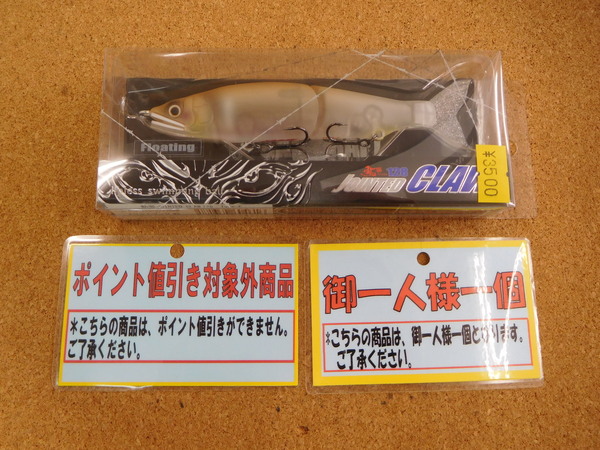 Floating
JOINTED CLAW
178
¥3500
ポイント値引き対象外商品
*こちらの商品は、ポイント値引きができません。
ご了承ください。
御一人様一個
*こちらの商品は、御一人様一個となります。
ご了承ください。